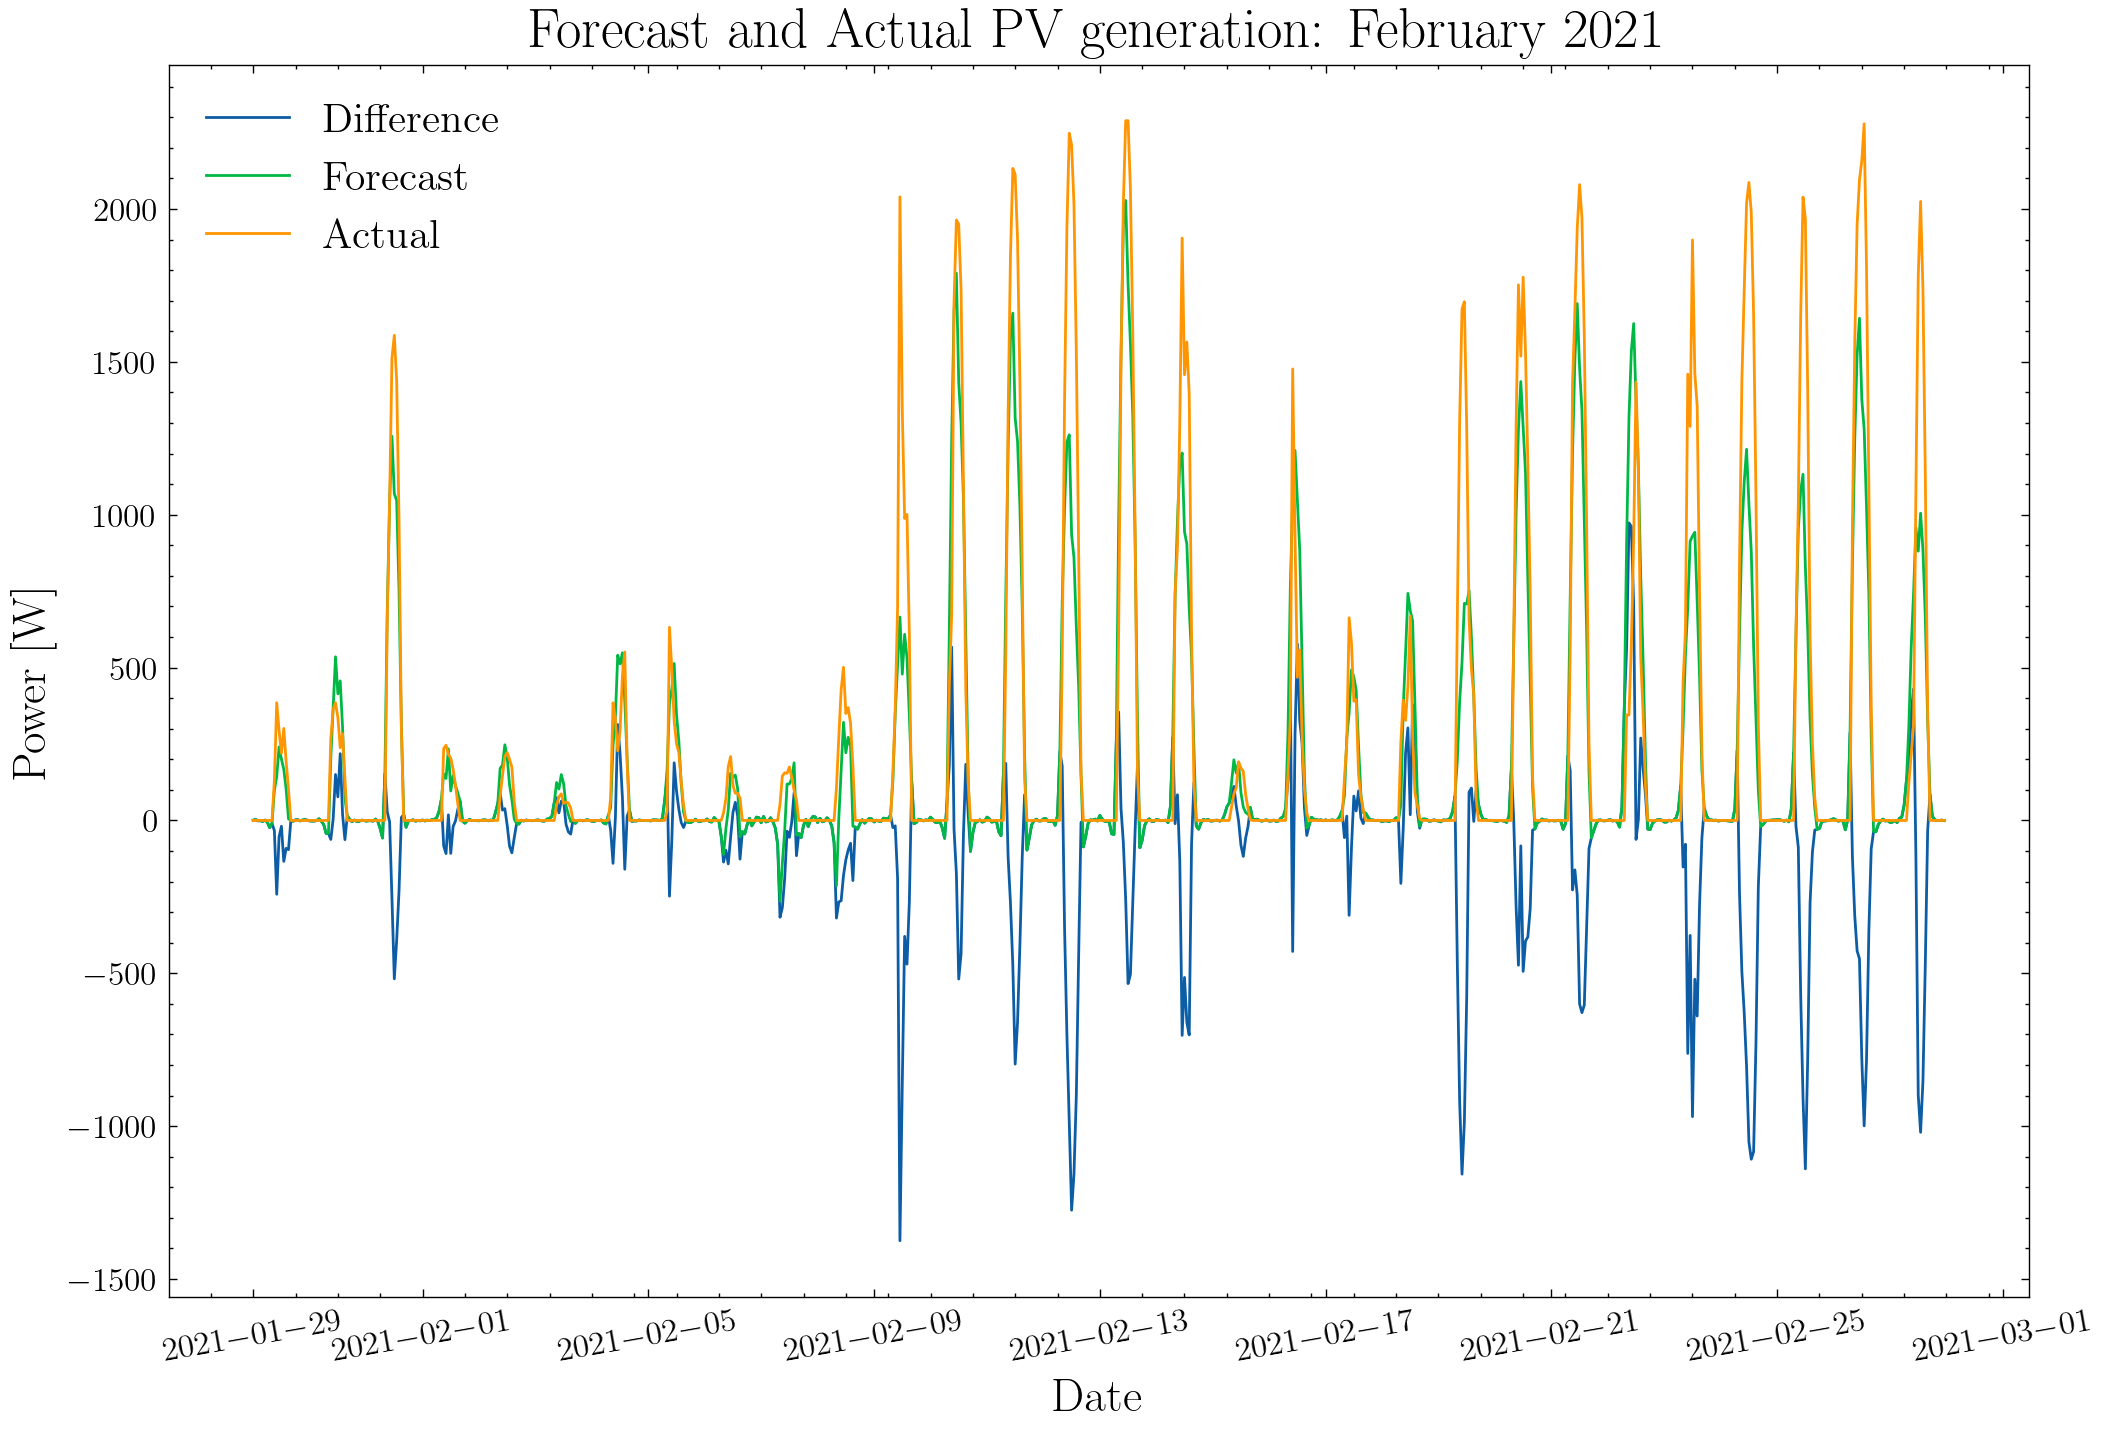 Forecast and Actual PV generation: February 2021
Difference
Forecast
Actual
Power [W]
2000
1500
1000
500
0
−500
−1000
−1500
2021−01−29
2021−02−01
2021−02−05
2021−02−09
2021−02−13
2021−02−17
2021−02−21
2021−02−25
2021−03−01
Date